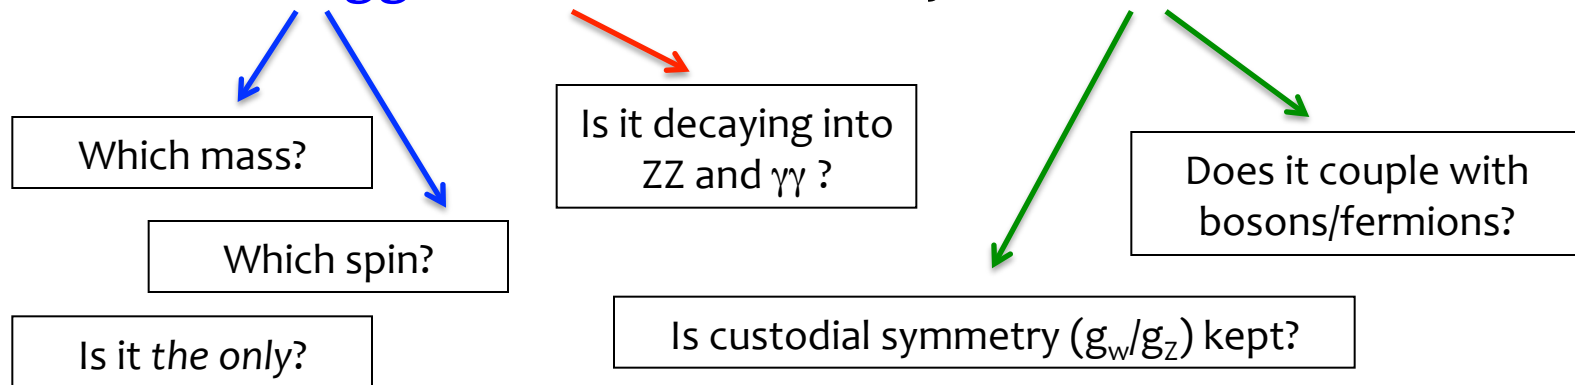 Which mass?
Is it decaying into
ZZ and γγ ?
Does it couple with
bosons/fermions?
Which spin?
Is custodial symmetry (gw/gZ) kept?
Is it the only?